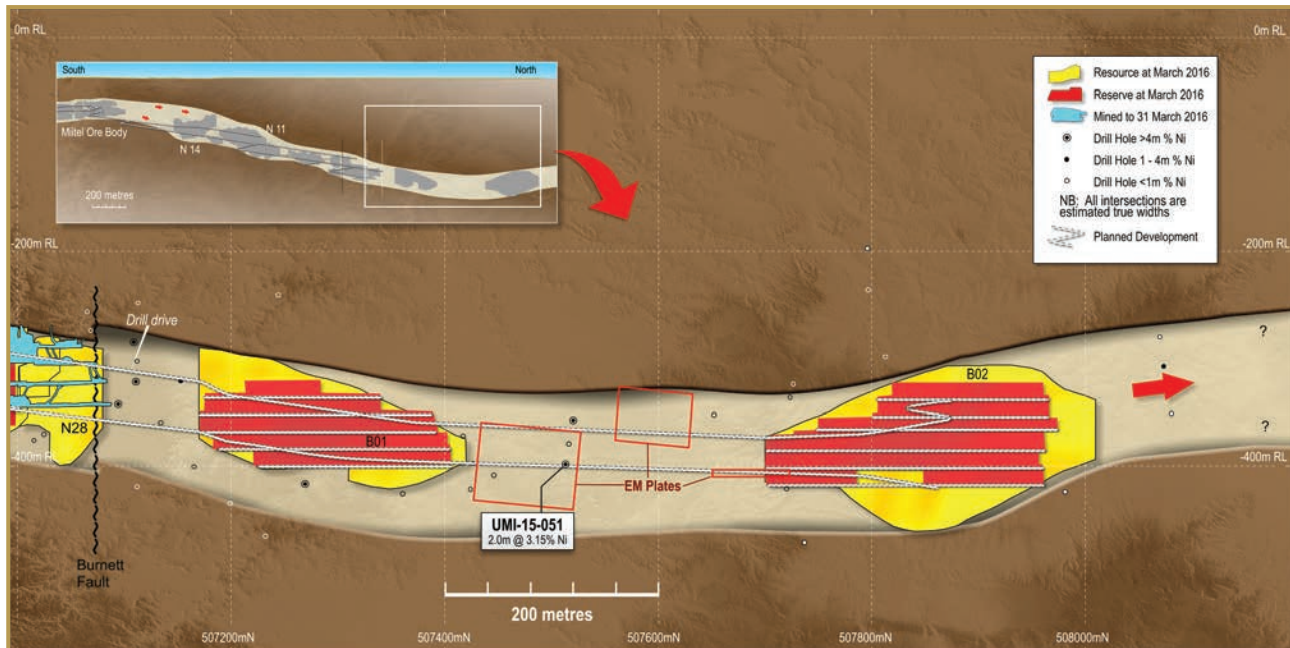 0m RL
0m RL
South
North
Miitel Ore Body
N 11
N 14
200 metres
Resource at March 2016
Reserve at March 2016
Mined to 31 March 2016
Drill Hole >4m % Ni
Drill Hole 1 - 4m % Ni
Drill Hole <1m % Ni
NB: All intersections are
estimated true widths
Planned Development
-200m RL
-200m RL
Drill drive
N28
B01
B02
?
?
-400m RL
-400m RL
EM Plates
UMI-15-051
2.0m @ 3.15% Ni
Burnett
Fault
200 metres
507200mN
507400mN
507600mN
507800mN
508000mN